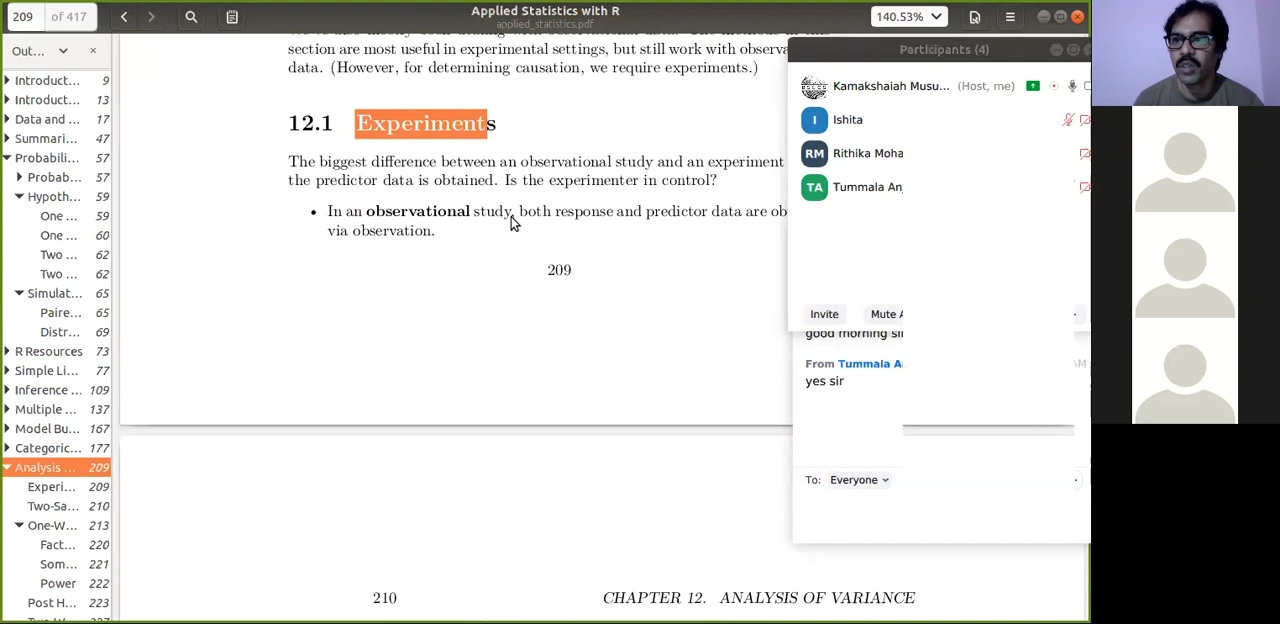 209 of 417 Applied Statistics with R 140.53%
applied_statistics.pdf
Out...
Introduct... 9
Introduct... 13
Data and ... 17
Summari... 47
Probabili... 57
Probab... 57
Hypoth... 59
One ... 59
One ... 60
Two ... 62
Two ... 62
Simulat... 65
Paire... 65
Distr... 69
R Resources 73
Simple Li... 77
Inference ... 109
Multiple ... 137
Model Bu... 167
Categoric... 177
Analysis ... 209
Experi... 209
Two-Sa... 210
One-W... 213
Fact... 220
Som... 221
Power 222
Post H... 223
section are most useful in experimental settings, but still work with observa
data. (However, for determining causation, we require experiments.)
12.1 Experiments
The biggest difference between an observational study and an experiment
the predictor data is obtained. Is the experimenter in control?
• In an observational study, both response and predictor data are ob
via observation.
209
210 CHAPTER 12. ANALYSIS OF VARIANCE
Participants (4)
Kamakshaiah Musu... (Host, me)
I Ishita
RM Rithika Moha
TA Tummala An
Invite Mute A
good morning sir
From Tummala A
yes sir
To: Everyone